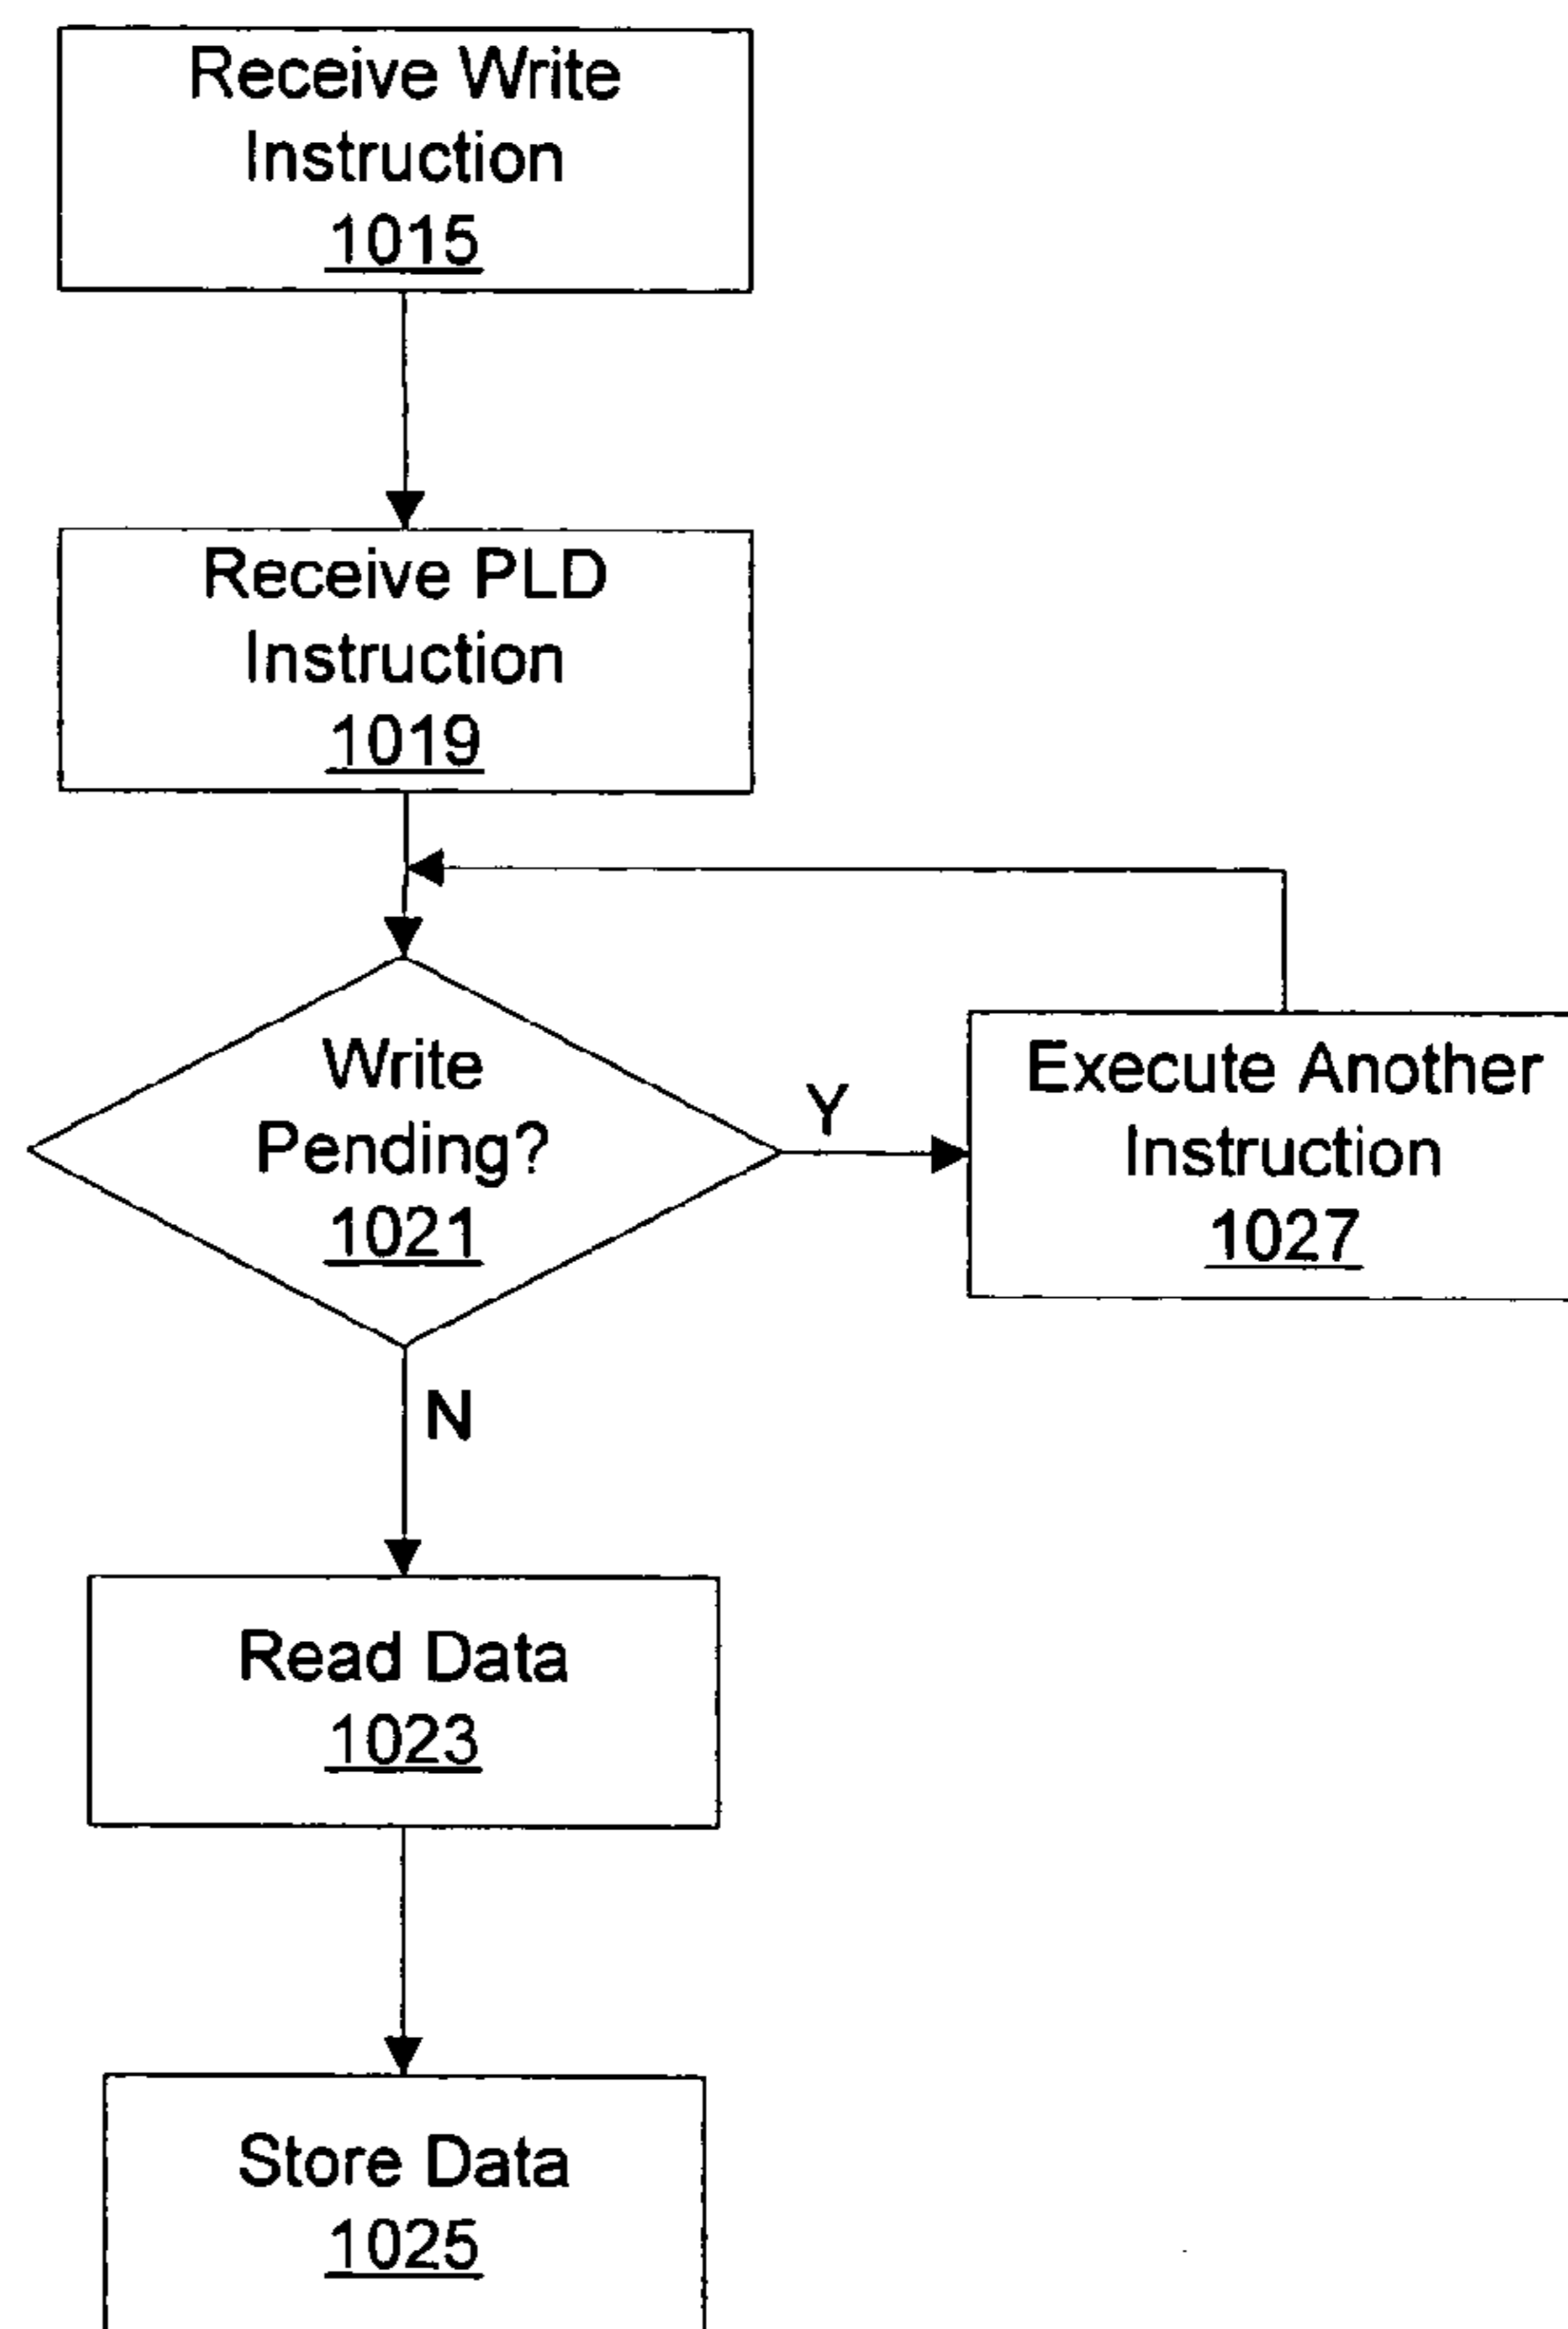 Receive Write
Instruction
1015
Receive PLD
Instruction
1019
Write
Pending?
1021
Y
Execute Another
Instruction
1027
N
Read Data
1023
Store Data
1025